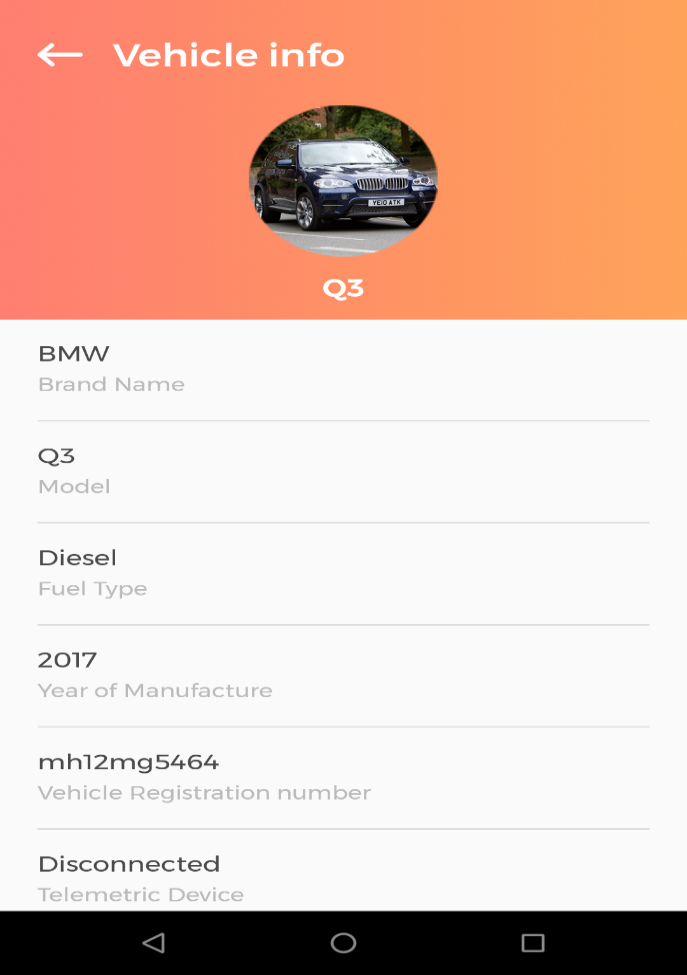 Vehicle info
YE10 ATK
Q3
BMW
Brand Name
Q3
Model
Diesel
Fuel Type
2017
Year of Manufacture
mh12mg5464
Vehicle Registration number
Disconnected
Telemetric Device